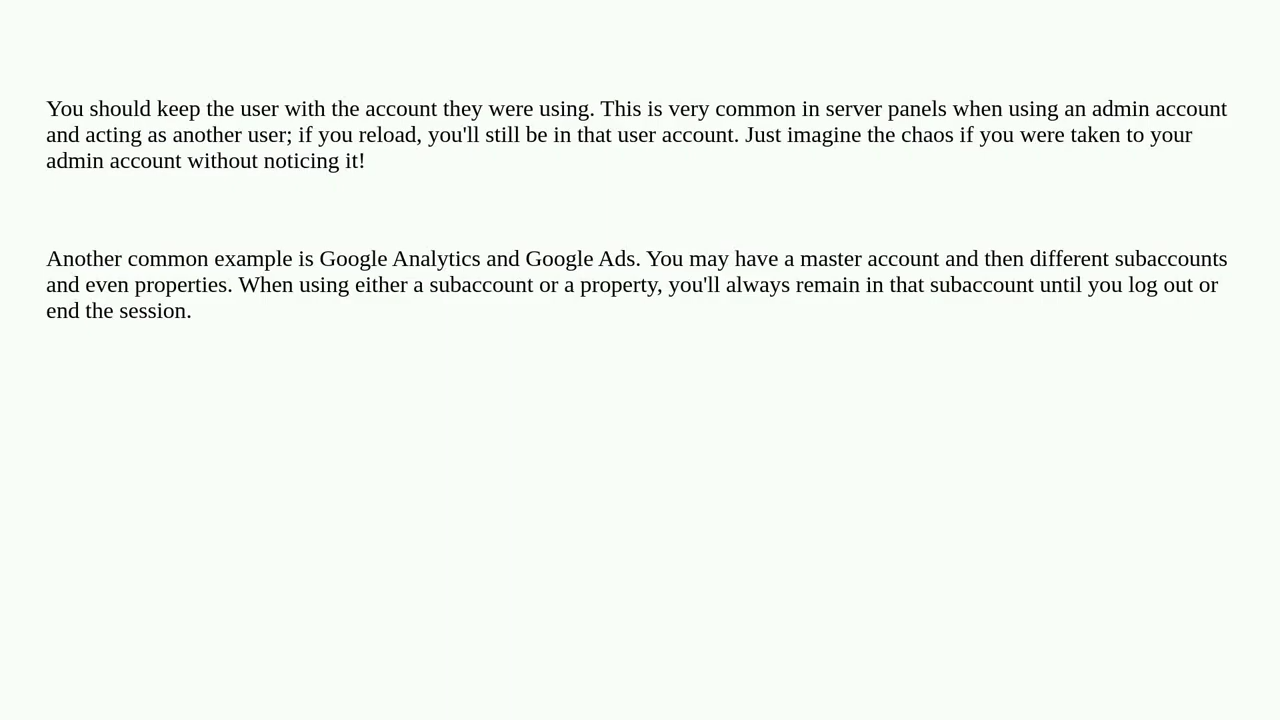 You should keep the user with the account they were using. This is very common in server panels when using an admin account
and acting as another user; if you reload, you'll still be in that user account. Just imagine the chaos if you were taken to your
admin account without noticing it!
Another common example is Google Analytics and Google Ads. You may have a master account and then different subaccounts
and even properties. When using either a subaccount or a property, you'll always remain in that subaccount until you log out or
end the session.